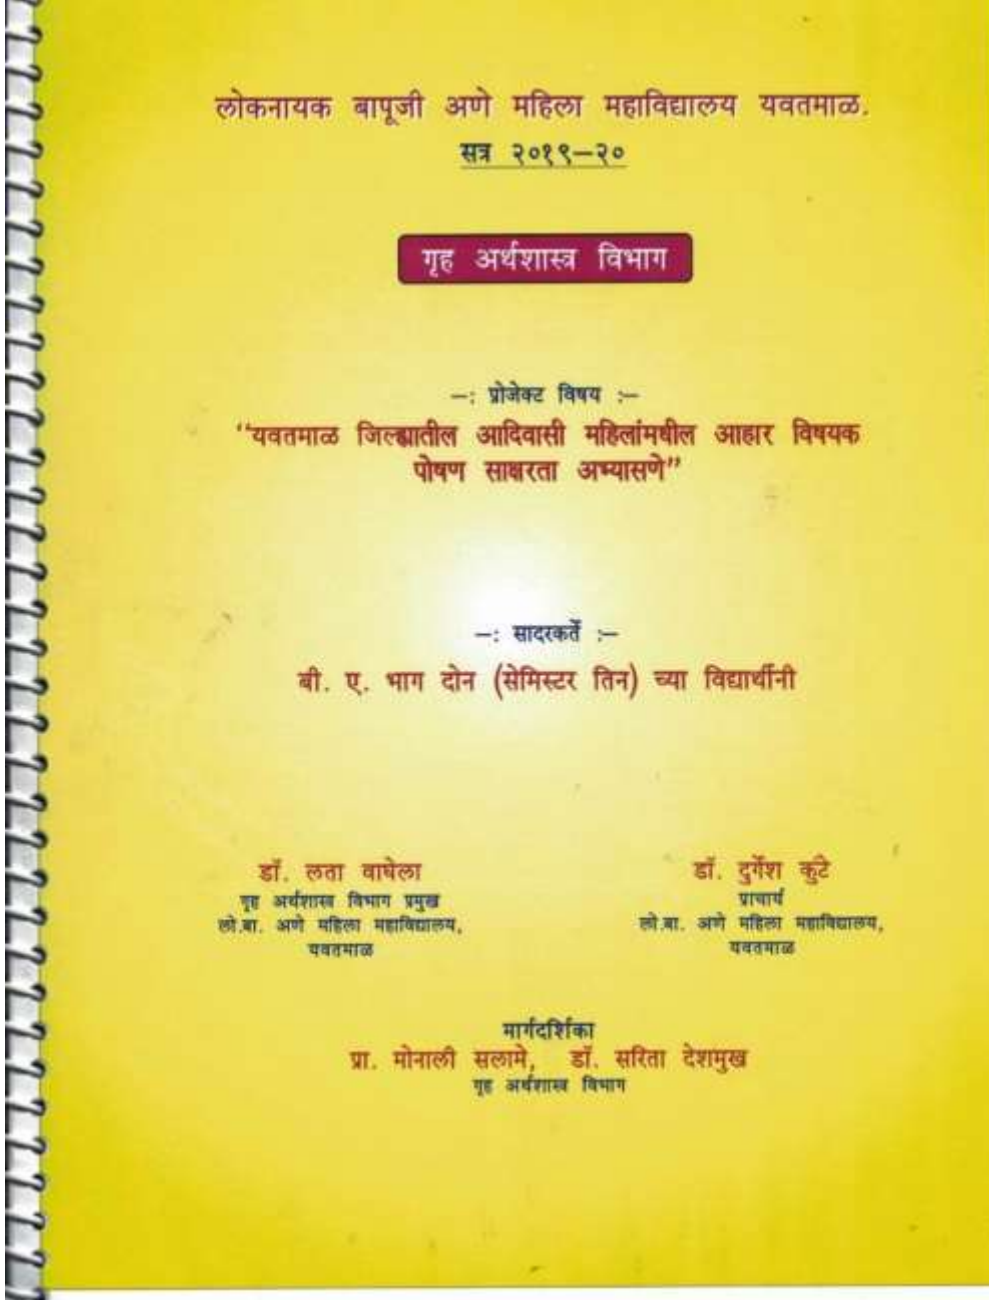 लोकनायक बापूजी अणे महिला महाविद्यालय यवतमाळ.
सत्र २०१९–२०
गृह अर्थशास्त्र विभाग
–: प्रोजेक्ट विषय :–
“यवतमाळ जिल्ह्यातील आदिवासी महिलांमधील आहार विषयक
पोषण साक्षरता अभ्यासणे”
–: सादरकर्ते :–
बी. ए. भाग दोन (सेमिस्टर तिन) च्या विद्यार्थीनी
डॉ. लता वाघेला
गृह अर्थशास्त्र विभाग प्रमुख
लो.बा. अणे महिला महाविद्यालय,
यवतमाळ
डॉ. दुर्गेश कुंटे
प्राचार्य
लो.बा. अणे महिला महाविद्यालय,
यवतमाळ
मार्गदर्शिका
प्रा. मोनाली सलामे, डॉ. सरिता देशमुख
गृह अर्थशास्त्र विभाग